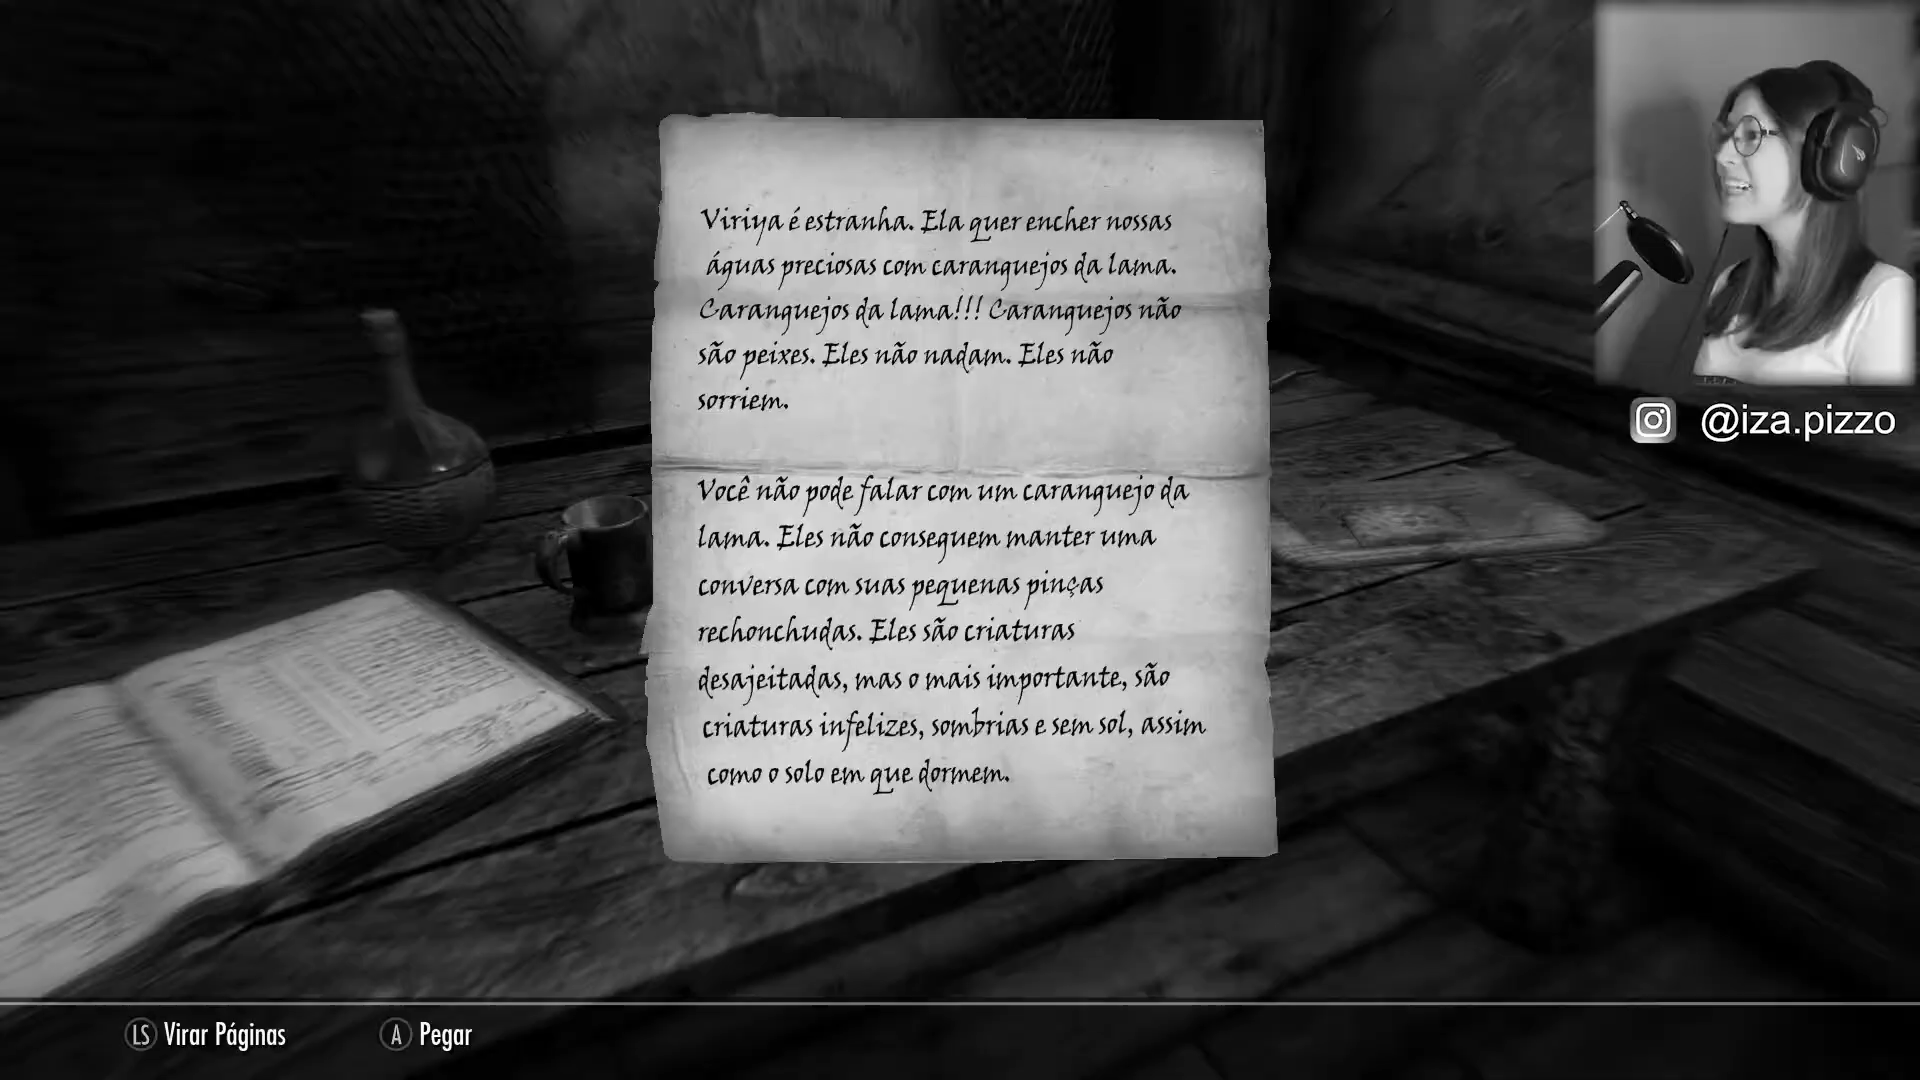 Viriya é estranha. Ela quer encher nossas
águas preciosas com caranguejos da lama.
Caranguejos da lama!!! Caranguejos não
são peixes. Eles não nadam. Eles não
sorriem.
Você não pode falar com um caranguejo da
lama. Eles não conseguem manter uma
conversa com suas pequenas pinças
rechonchudas. Eles são criaturas
desajeitadas, mas o mais importante, são
criaturas infelizes, sombrias e sem sol, assim
como o solo em que dormem.
@iza.pizzo
LS Virar Páginas
A Pegar